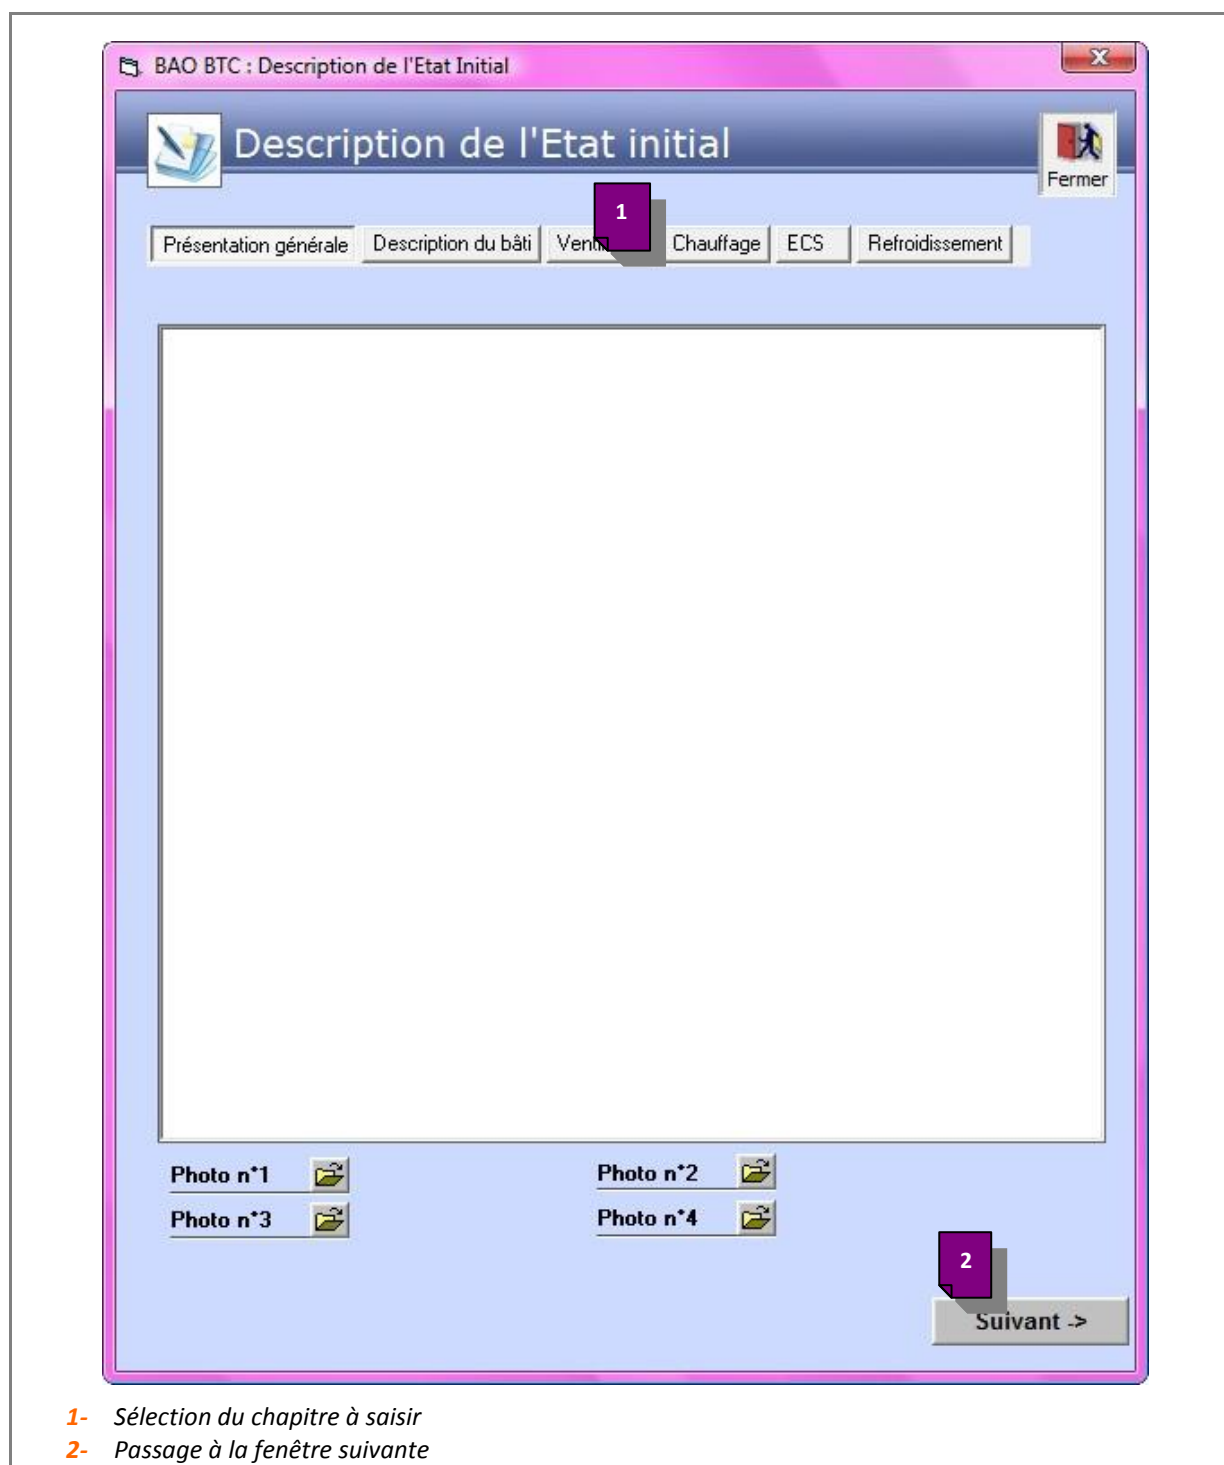 BAO BTC : Description de l'Etat Initial
X
Description de l'Etat initial
Fermer
1
Présentation générale Description du bâti Chauffage ECS Refroidissement
Photo n°1 Photo n°2
Photo n°3 Photo n°4
2
Suivant ->
1- Sélection du chapitre à saisir
2- Passage à la fenêtre suivante